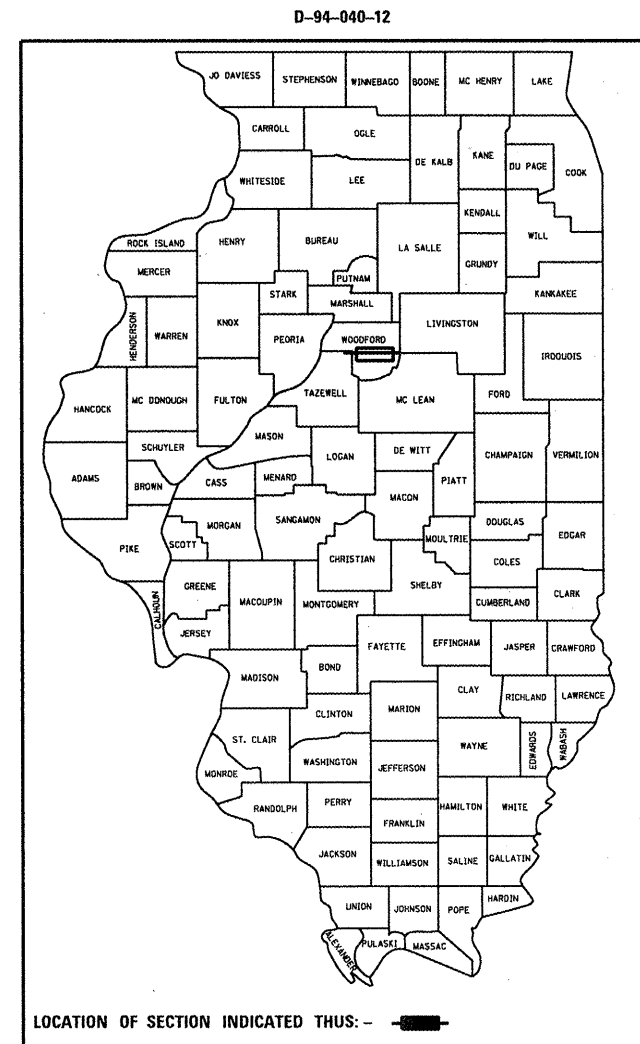 D-94-040-12
JO DAVIESS STEPHENSON WINNEBAGO BOONE MC HENRY LAKE
CARROLL OGLE DE KALB KANE DU PAGE COOK
WHITESIDE LEE
KENDALL
ROCK ISLAND HENRY BUREAU LA SALLE WILL
GRUNDY
MERCER PUTNAM
STARK KANKAKEE
MARSHALL
HENDERSON WARREN KNOX PEORIA WOODFORD LIVINGSTON IROQUOIS
HANCOCK MC DONOUGH FULTON TAZEWELL MC LEAN FORD
MASON
SCHUYLER LOGAN DE WITT CHAMPAIGN VERMILION
ADAMS BROWN CASS MENARD PIATT
MACON
MORGAN SANGAMON DOUGLAS
PIKE SCOTT CHRISTIAN MOULTRIE EDGAR
COLES
GREENE SHELBY
CALHOUN MACOUPIN MONTGOMERY CUMBERLAND CLARK
JERSEY
FAYETTE EFFINGHAM JASPER CRAWFORD
MADISON BOND
CLAY RICHLAND LAWRENCE
CLINTON MARION
ST. CLAIR WAYNE EDWARDS WABASH
WASHINGTON JEFFERSON
MONROE
RANDOLPH PERRY HAMILTON WHITE
FRANKLIN
JACKSON WILLIAMSON SALINE GALLATIN
HARDIN
UNION JOHNSON POPE
ALEXANDER PULASKI MASSAC
LOCATION OF SECTION INDICATED THUS: -